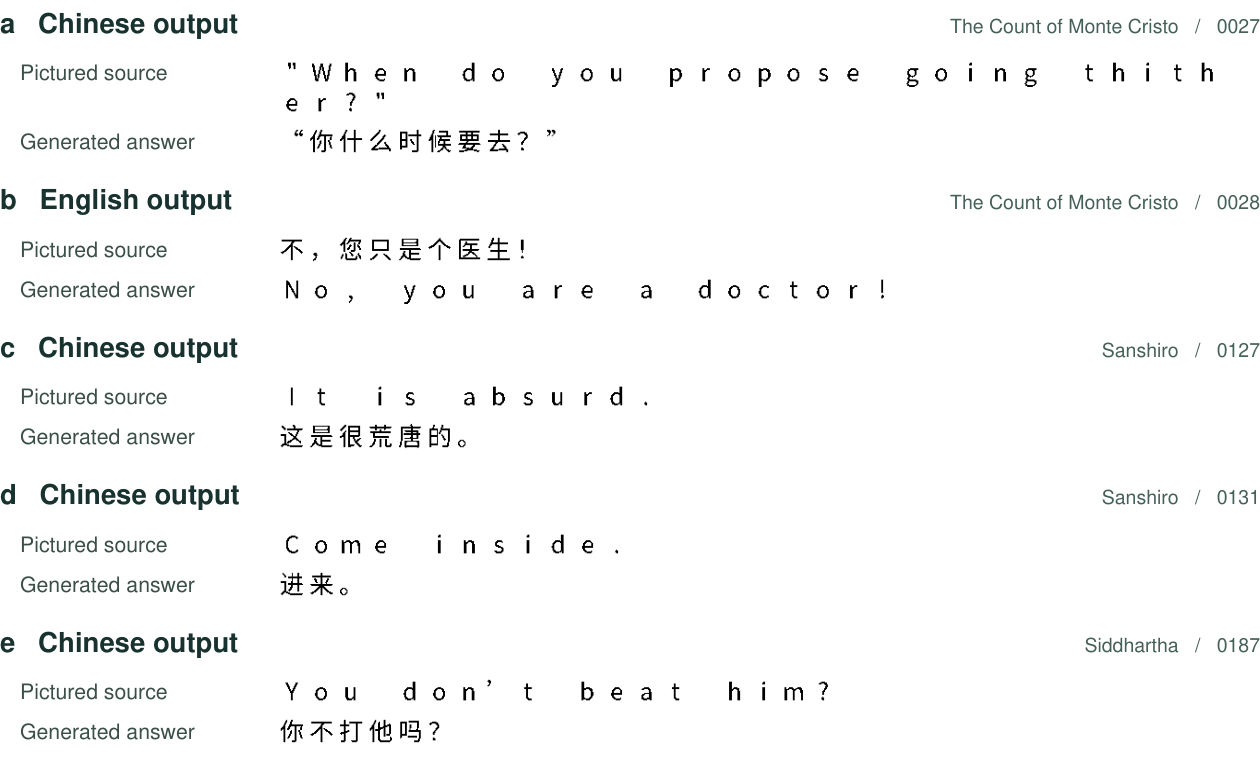 a Chinese output The Count of Monte Cristo / 0027
Pictured source "When do you propose going thith
er?"
Generated answer “你什么时候要去？”
b English output The Count of Monte Cristo / 0028
Pictured source 不，您只是个医生！
Generated answer No, you are a doctor!
c Chinese output Sanshiro / 0127
Pictured source It is absurd.
Generated answer 这是很荒唐的。
d Chinese output Sanshiro / 0131
Pictured source Come inside.
Generated answer 进来。
e Chinese output Siddhartha / 0187
Pictured source You don’t beat him?
Generated answer 你不打他吗？